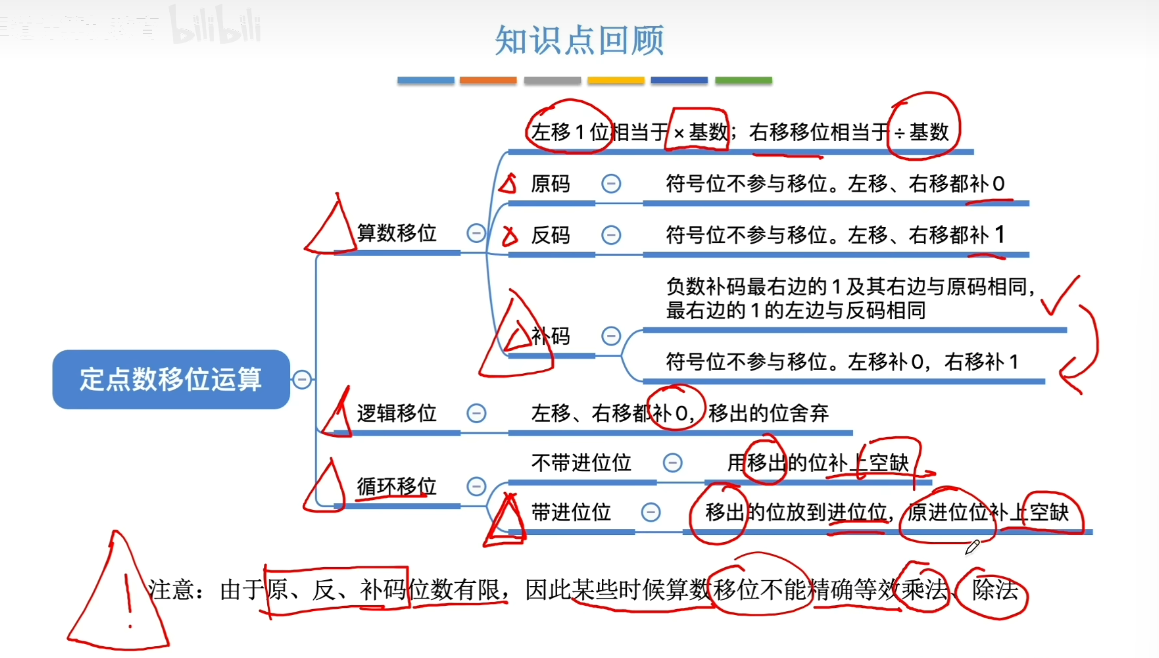 bilibili
知识点回顾
左移1位相当于×基数；右移移位相当于÷基数
原码
符号位不参与移位。左移、右移都补0
算数移位
反码
符号位不参与移位。左移、右移都补1
负数补码最右边的1及其右边与原码相同，
最右边的1的左边与反码相同
补码
符号位不参与移位。左移补0，右移补1
定点数移位运算
逻辑移位
左移、右移都补0，移出的位舍弃
不带进位位
用移出的位补上空缺
循环移位
带进位位
移出的位放到进位位，原进位位补上空缺
注意：由于原、反、补码位数有限，因此某些时候算数移位不能精确等效乘法、除法